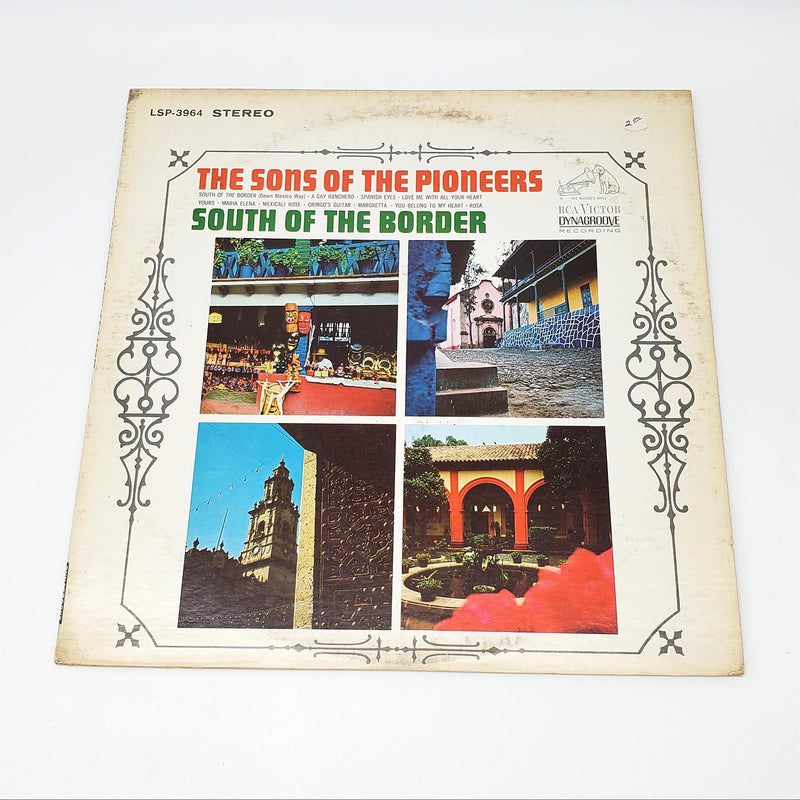 LSP-3964 STEREO
THE SONS OF THE PIONEERS
SOUTH OF THE BORDER (Down Mexico Way) · A GAY RANCHERO · SPANISH EYES · LOVE ME WITH ALL YOUR HEART
YOURS · MARIA ELENA · MEXICALI ROSE · GRINGO'S GUITAR · MARGRETTA · YOU BELONG TO MY HEART · ROSA
SOUTH OF THE BORDER
"HIS MASTER'S VOICE"
RCA VICTOR
DYNAGROOVE
RECORDING